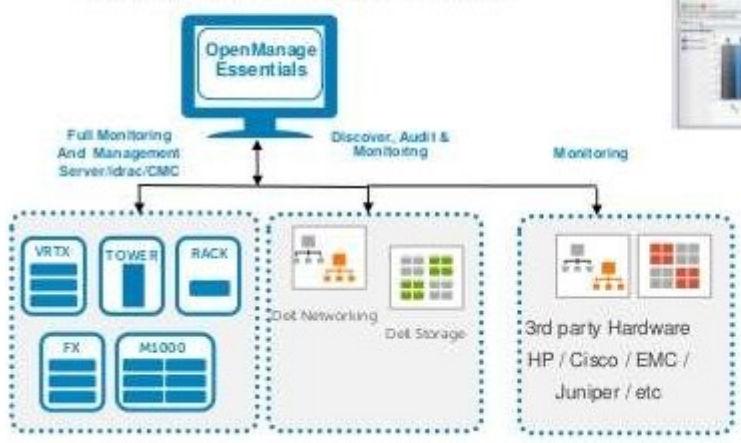 OpenManage
Essentials
Full Monitoring
And Management
Server/idrac/CMC
Discover, Audit &
Monitoring
Monitoring
VRTX
TOWER
RACK
FX
M1000
Dell Networking
Dell Storage
3rd party Hardware
HP / Cisco / EMC /
Juniper / etc